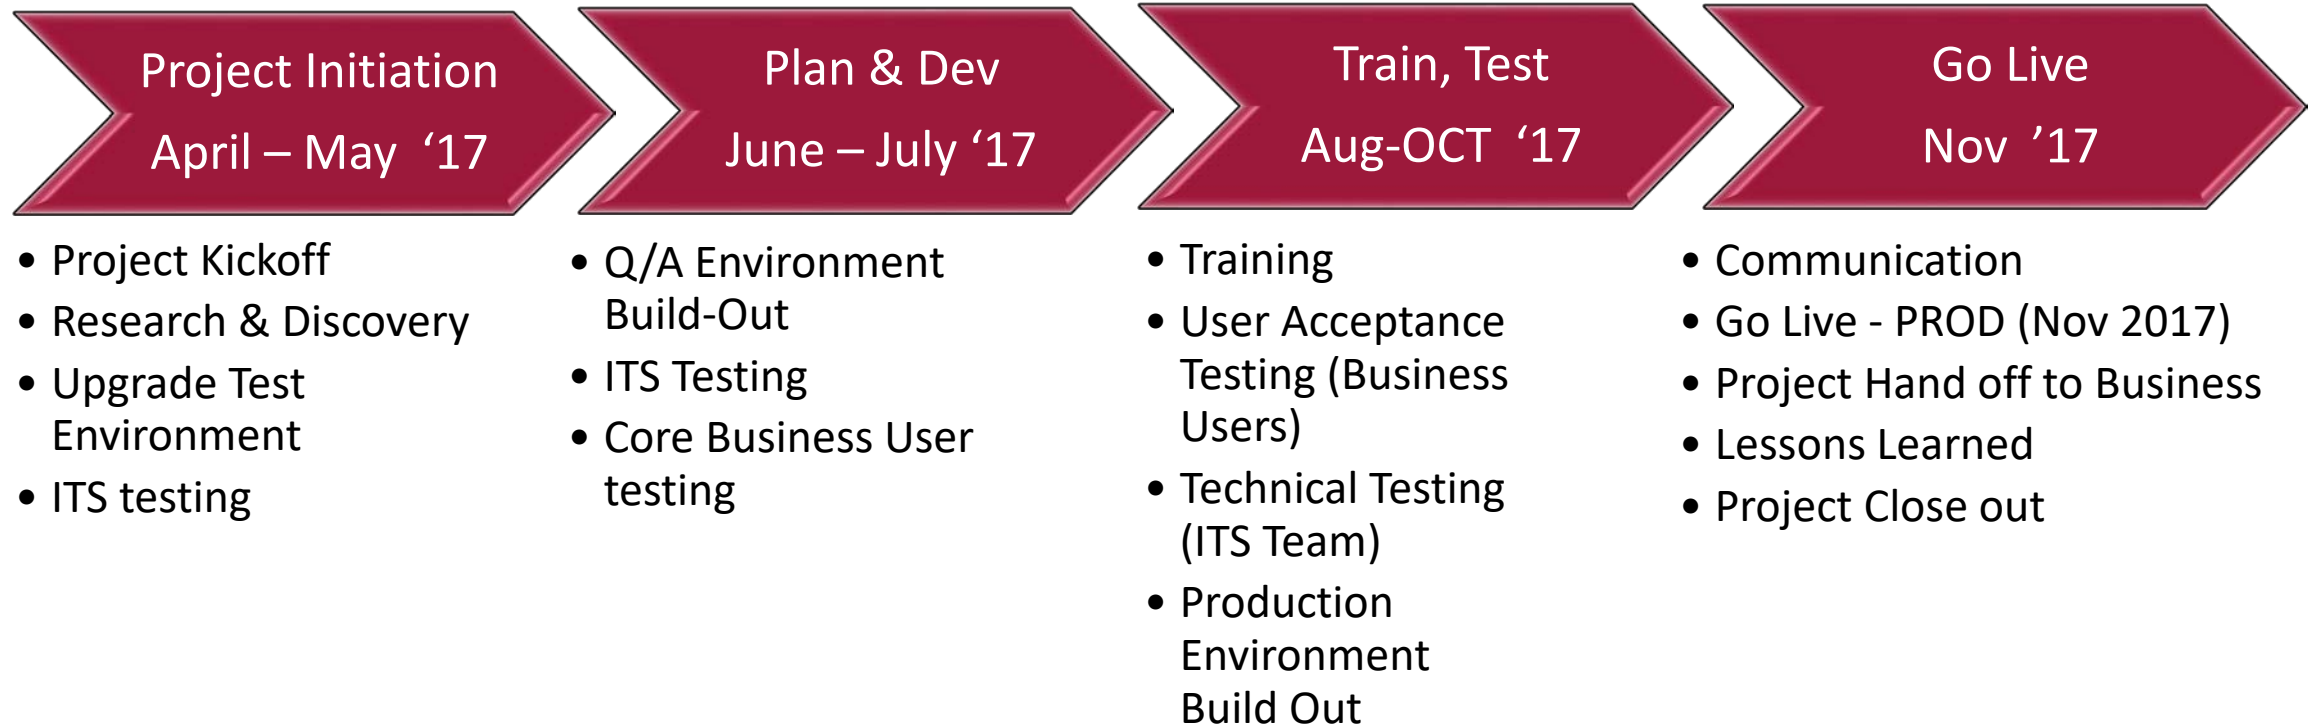 Project Initiation
April – May ‘17
• Project Kickoff
• Research & Discovery
• Upgrade Test
Environment
• ITS testing
Plan & Dev
June – July ‘17
• Q/A Environment
Build-Out
• ITS Testing
• Core Business User
testing
Train, Test
Aug-OCT ‘17
• Training
• User Acceptance
Testing (Business
Users)
• Technical Testing
(ITS Team)
• Production
Environment
Build Out
Go Live
Nov ’17
• Communication
• Go Live - PROD (Nov 2017)
• Project Hand off to Business
• Lessons Learned
• Project Close out